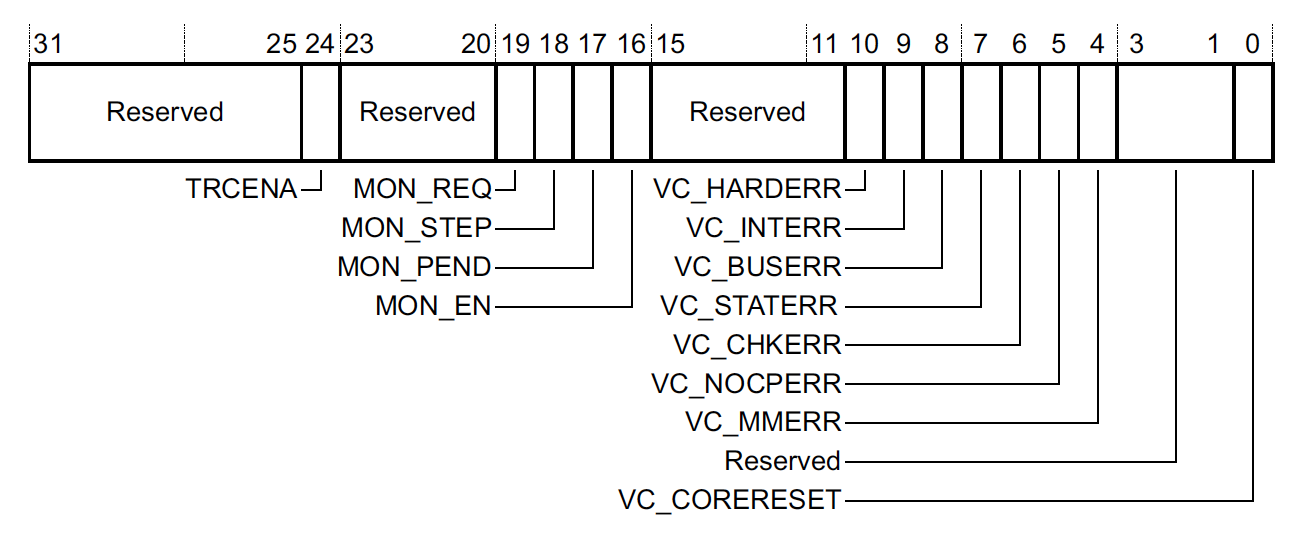 31 25 24 23 20 19 18 17 16 15 11 10 9 8 7 6 5 4 3 1 0
Reserved Reserved Reserved
TRCENA MON_REQ VC_HARDERR
MON_STEP VC_INTERR
MON_PEND VC_BUSERR
MON_EN VC_STATERR
VC_CHKERR
VC_NOCPERR
VC_MMERR
Reserved
VC_CORERESET